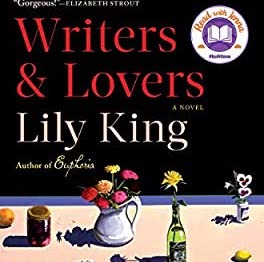 "Gorgeous!"—ELIZABETH STROUT
Read with Jenna
Writers
& Lovers
A NOVEL
Lily King
Author of Euphoria